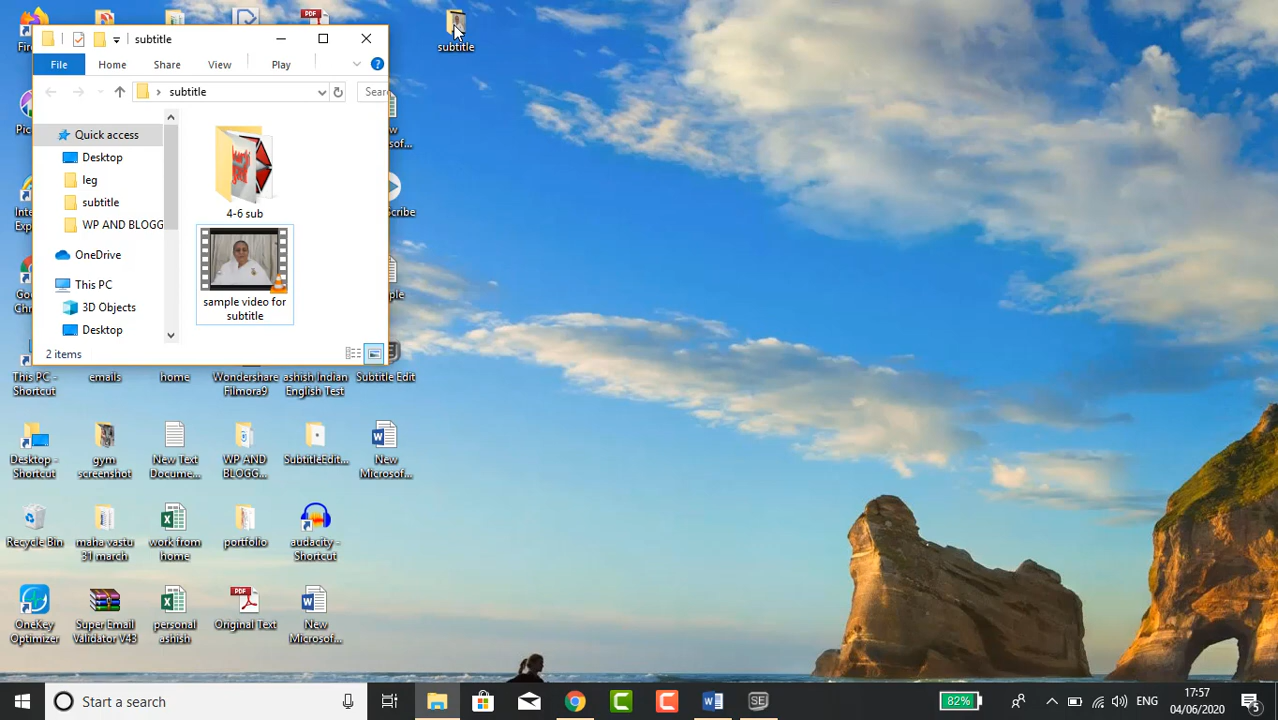 subtitle
subtitle
File
Home
Share
View
Play
subtitle
Quick access
Desktop
leg
subtitle
WP AND BLOGG
OneDrive
This PC
3D Objects
Desktop
4-6 sub
sample video for
subtitle
2 items
This PC -
Shortcut
emails
home
Wondershare
Filmora9
ashish Indian
English Test
Subtitle Edit
Desktop -
Shortcut
gym
screenshot
New Text
Docume...
WP AND
BLOGG...
SubtitleEdit...
New
Microsof...
Recycle Bin
maha vastu
31 march
work from
home
portfolio
audacity -
Shortcut
OneKey
Optimizer
Super Email
Validator V43
personal
ashish
Original Text
New
Microsof...
Start a search
82%
ENG
17:57
04/06/2020
5